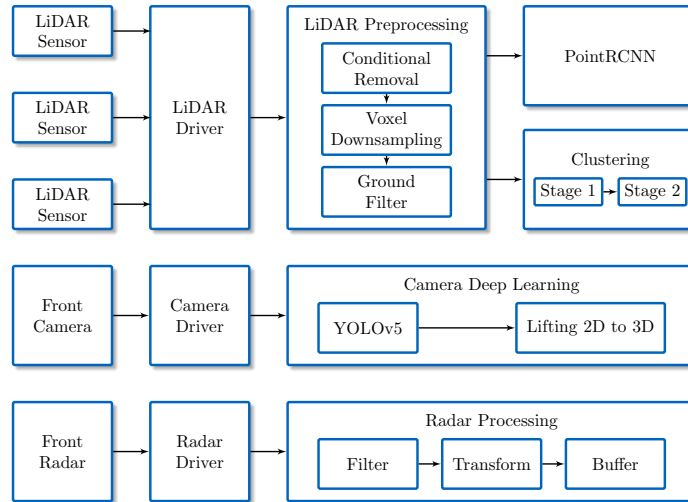 LiDAR
Sensor
LiDAR
Sensor
LiDAR
Sensor
LiDAR
Driver
LiDAR Preprocessing
Conditional
Removal
Voxel
Downsampling
Ground
Filter
PointRCNN
Clustering
Stage 1
Stage 2
Front
Camera
Camera
Driver
Camera Deep Learning
YOLOv5
Lifting 2D to 3D
Front
Radar
Radar
Driver
Radar Processing
Filter
Transform
Buffer